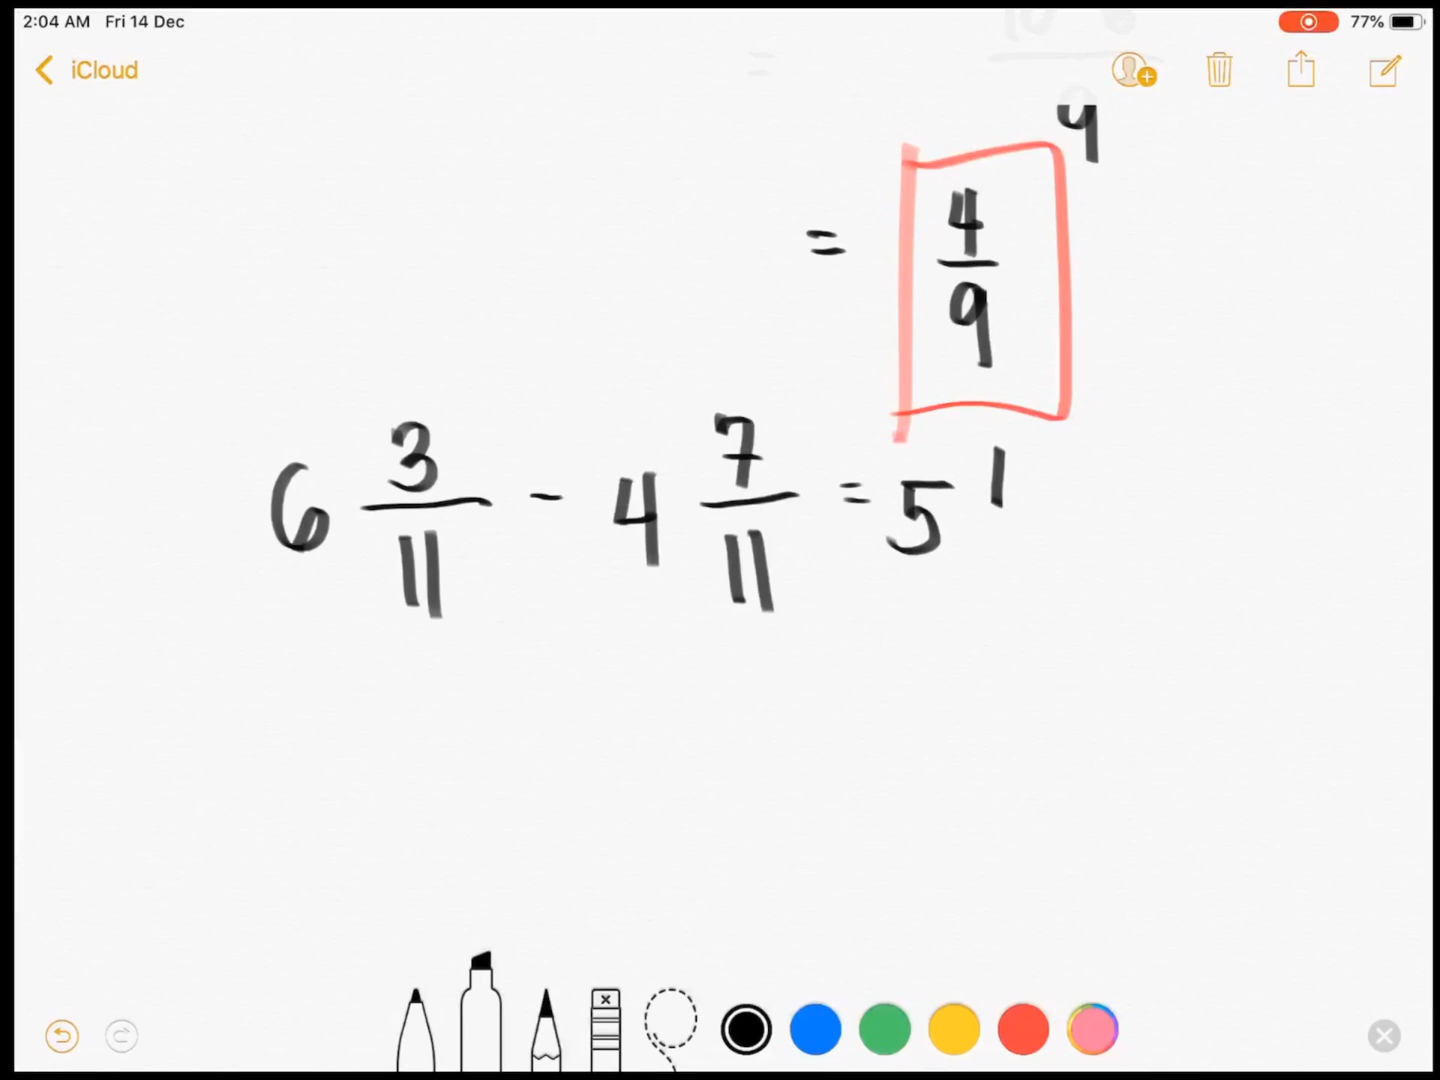 2:04 AM Fri 14 Dec 77%
iCloud
4
= 4/9
6 3/11 - 4 7/11 = 5 1